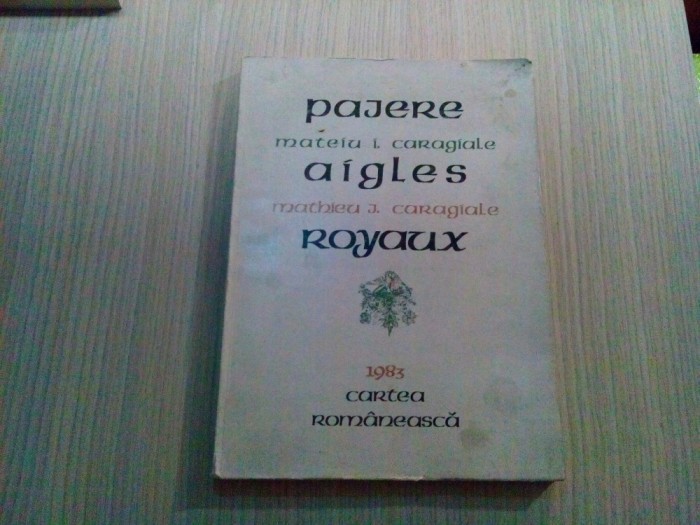 pajere
mateiu i. caragiale
aigles
mathieu j. caragiale
royaux
1983
cartea
românească